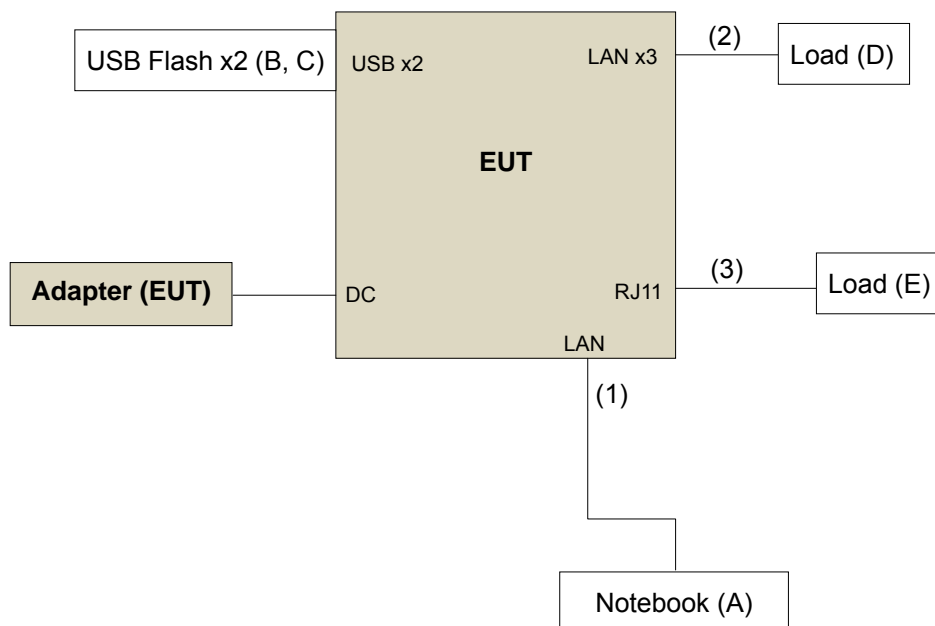 (2)
USB Flash x2 (B, C)
USB x2
LAN x3
Load (D)
EUT
(3)
Adapter (EUT)
DC
RJ11
Load (E)
LAN
(1)
Notebook (A)